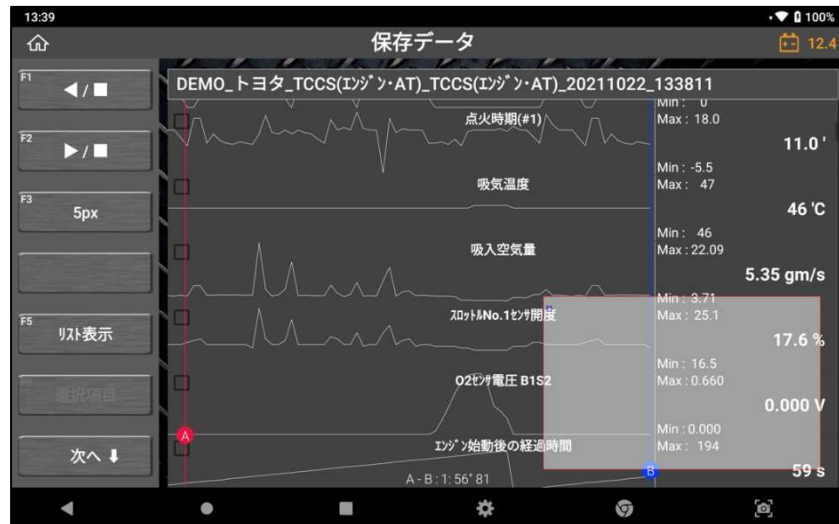 13:39
100%
保存データ
12.4
F1
◀/■
F2
▶/■
F3
5px
F5
リスト表示
F6
選択項目
次へ⬇
DEMO_トヨタ_TCCS(エンジン・AT)_TCCS(エンジン・AT)_20211022_133811
Min : 0
点火時期(#1)
Max : 18.0
11.0 '
Min : -5.5
吸気温度
Max : 47
46 ℃
Min : 46
吸入空気量
Max : 22.09
5.35 gm/s
Min : 3.71
スロットルNo.1センサ開度
Max : 25.1
17.6 %
Min : 16.5
O2センサ電圧 B1S2
Max : 0.660
0.000 V
Min : 0.000
A
エンジン始動後の経過時間
Max : 194
59 s
A - B : 1: 56" 81
B